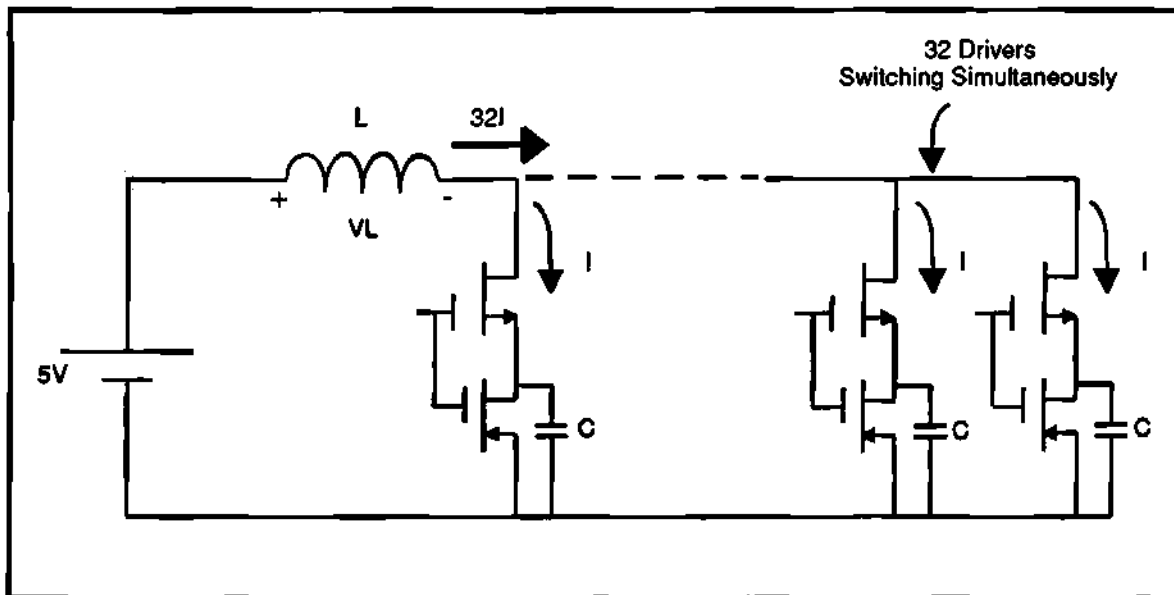 32 Drivers
Switching Simultaneously
L
32I
+
-
VL
I
I
I
5V
C
C
C